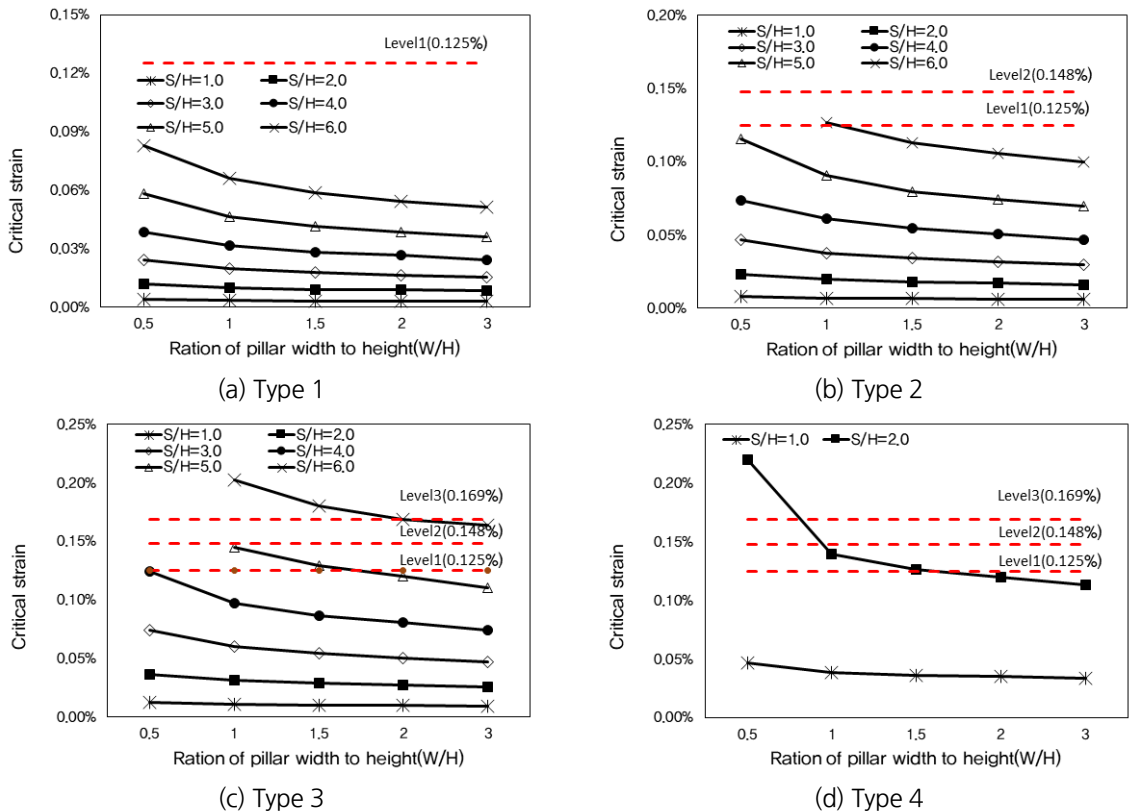 0.15%
0.12%
0.09%
0.06%
0.03%
0.00%
Critical strain
Level1(0.125%)
S/H=1.0 S/H=2.0
S/H=3.0 S/H=4.0
S/H=5.0 S/H=6.0
0.5 1 1.5 2 3
Ration of pillar width to height(W/H)
(a) Type 1
0.20%
0.15%
0.10%
0.05%
0.00%
Critical strain
S/H=1.0 S/H=2.0
S/H=3.0 S/H=4.0
S/H=5.0 S/H=6.0
Level2(0.148%)
Level1(0.125%)
0.5 1 1.5 2 3
Ration of pillar width to height(W/H)
(b) Type 2
0.25%
0.20%
0.15%
0.10%
0.05%
0.00%
Critical strain
S/H=1.0 S/H=2.0
S/H=3.0 S/H=4.0
S/H=5.0 S/H=6.0
Level3(0.169%)
Level2(0.148%)
Level1(0.125%)
0.5 1 1.5 2 3
Ration of pillar width to height(W/H)
(c) Type 3
0.25%
0.20%
0.15%
0.10%
0.05%
0.00%
Critical strain
S/H=1.0 S/H=2.0
Level3(0.169%)
Level2(0.148%)
Level1(0.125%)
0.5 1 1.5 2 3
Ration of pillar width to height(W/H)
(d) Type 4